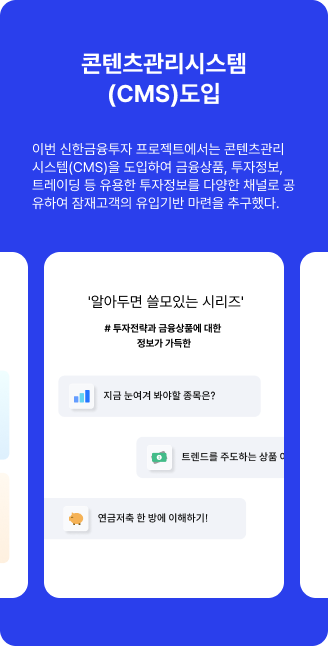 콘텐츠관리시스템
(CMS)도입
이번 신한금융투자 프로젝트에서는 콘텐츠관리
시스템(CMS)을 도입하여 금융상품, 투자정보,
트레이딩 등 유용한 투자정보를 다양한 채널로 공
유하여 잠재고객의 유입기반 마련을 추구했다.
'알아두면 쓸모있는 시리즈'
# 투자전략과 금융상품에 대한
정보가 가득한
지금 눈여겨 봐야할 종목은?
트렌드를 주도하는 상품
연금저축 한 방에 이해하기!